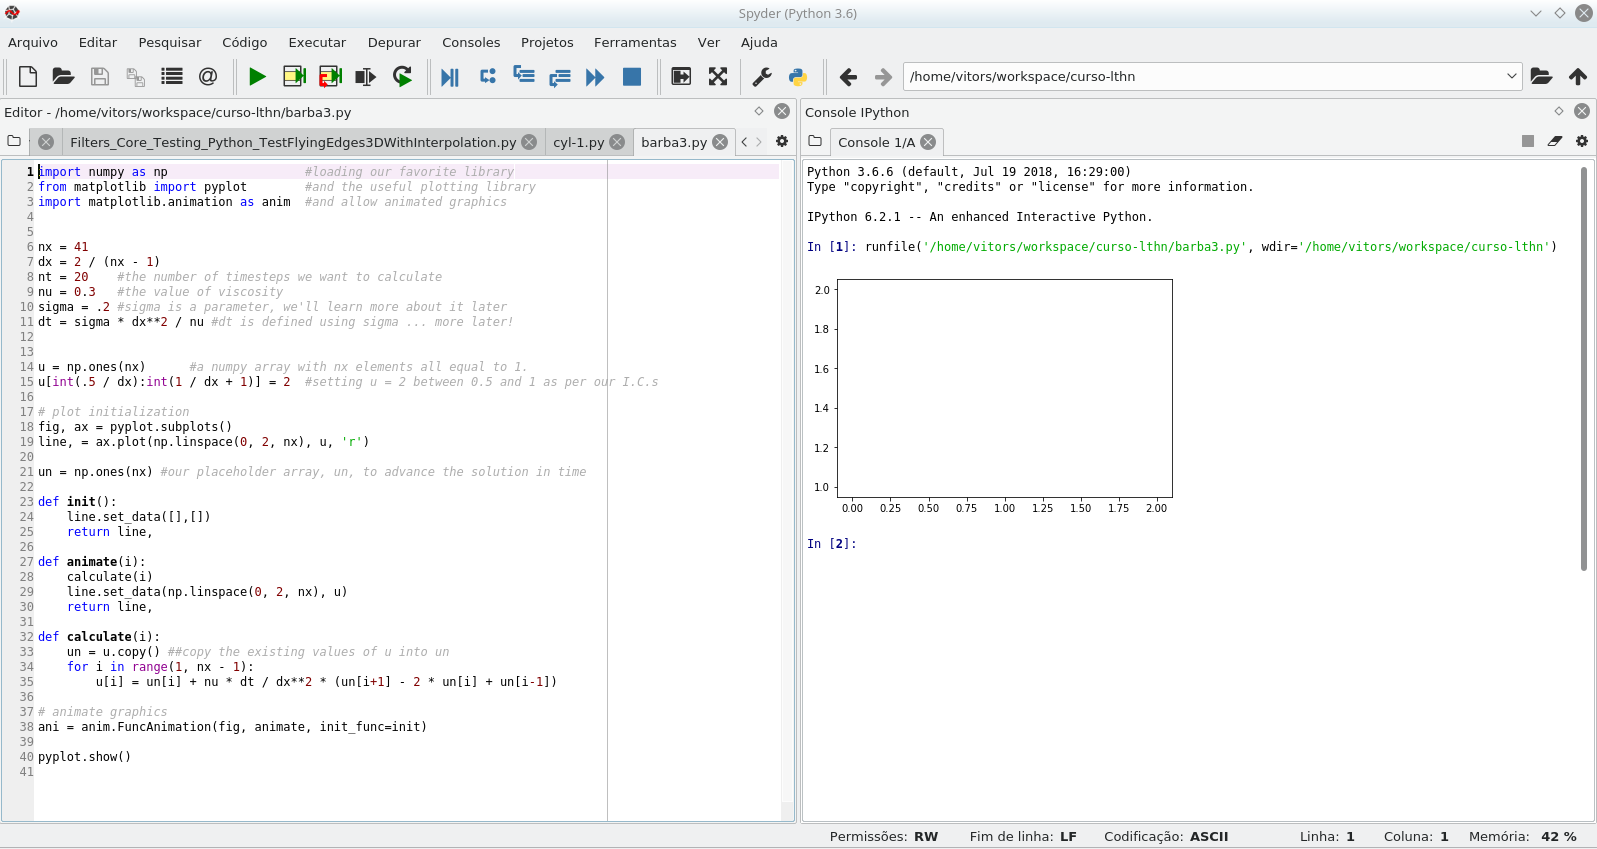 Spyder (Python 3.6)
Arquivo Editar Pesquisar Código Executar Depurar Consoles Projetos Ferramentas Ver Ajuda
/home/vitors/workspace/curso-lthn
Editor - /home/vitors/workspace/curso-lthn/barba3.py
Filters_Core_Testing_Python_TestFlyingEdges3DWithInterpolation.py cyl-1.py barba3.py
1 import numpy as np #loading our favorite library
2 from matplotlib import pyplot #and the useful plotting library
3 import matplotlib.animation as anim #and allow animated graphics
4
5
6 nx = 41
7 dx = 2 / (nx - 1)
8 nt = 20 #the number of timesteps we want to calculate
9 nu = 0.3 #the value of viscosity
10 sigma = .2 #sigma is a parameter, we'll learn more about it later
11 dt = sigma * dx**2 / nu #dt is defined using sigma ... more later!
12
13
14 u = np.ones(nx) #a numpy array with nx elements all equal to 1.
15 u[int(.5 / dx):int(1 / dx + 1)] = 2 #setting u = 2 between 0.5 and 1 as per our I.C.s
16
17 # plot initialization
18 fig, ax = pyplot.subplots()
19 line, = ax.plot(np.linspace(0, 2, nx), u, 'r')
20
21 un = np.ones(nx) #our placeholder array, un, to advance the solution in time
22
23 def init():
24     line.set_data([],[])
25     return line,
26
27 def animate(i):
28     calculate(i)
29     line.set_data(np.linspace(0, 2, nx), u)
30     return line,
31
32 def calculate(i):
33     un = u.copy() ##copy the existing values of u into un
34     for i in range(1, nx - 1):
35         u[i] = un[i] + nu * dt / dx**2 * (un[i+1] - 2 * un[i] + un[i-1])
36
37 # animate graphics
38 ani = anim.FuncAnimation(fig, animate, init_func=init)
39
40 pyplot.show()
41
Console IPython
Console 1/A
Python 3.6.6 (default, Jul 19 2018, 16:29:00)
Type "copyright", "credits" or "license" for more information.
IPython 6.2.1 -- An enhanced Interactive Python.
In [1]: runfile('/home/vitors/workspace/curso-lthn/barba3.py', wdir='/home/vitors/workspace/curso-lthn')
2.0
1.8
1.6
1.4
1.2
1.0
0.00 0.25 0.50 0.75 1.00 1.25 1.50 1.75 2.00
In [2]:
Permissões: RW Fim de linha: LF Codificação: ASCII Linha: 1 Coluna: 1 Memória: 42 %